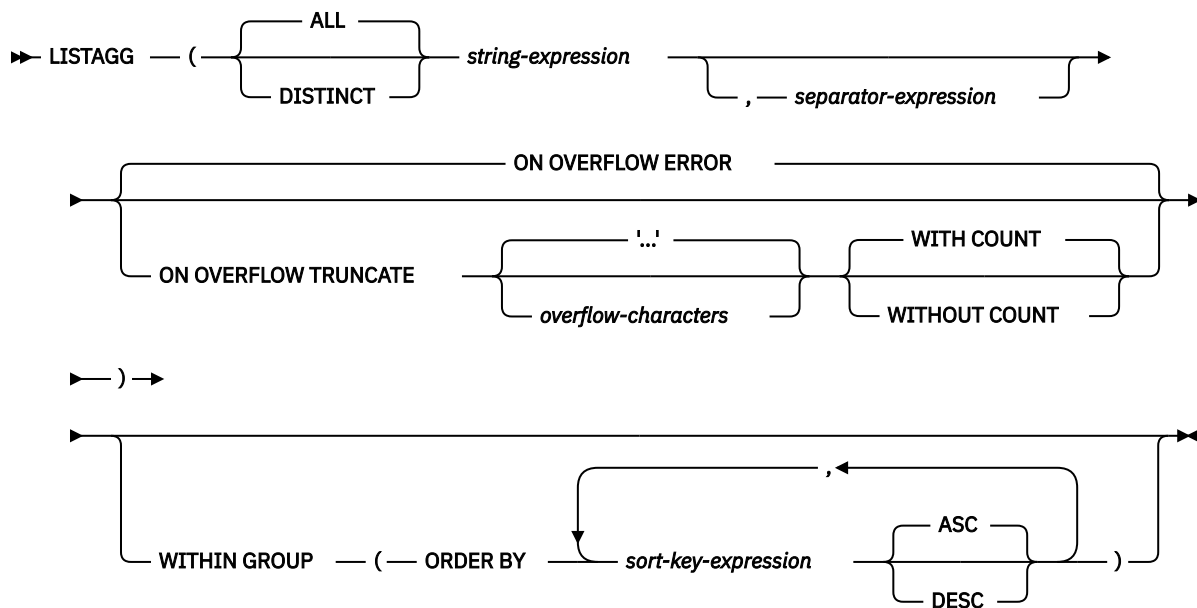 ALL
LISTAGG ( string-expression
DISTINCT , separator-expression
ON OVERFLOW ERROR
'...' WITH COUNT
ON OVERFLOW TRUNCATE
overflow-characters WITHOUT COUNT
)
,
ASC
WITHIN GROUP ( ORDER BY sort-key-expression )
DESC